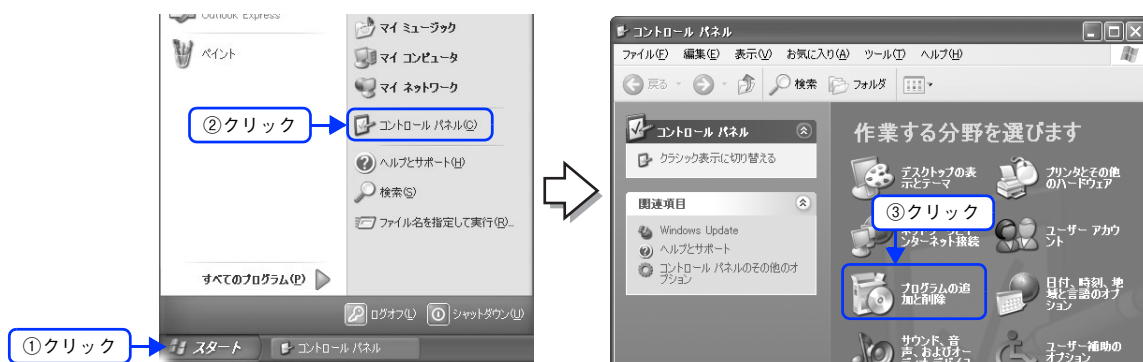 Outlook Express
ペイント
すべてのプログラム(P)
マイ ミュージック
マイ コンピュータ
マイ ネットワーク
②クリック
コントロール パネル(C)
ヘルプとサポート(H)
検索(S)
ファイル名を指定して実行(R)...
ログオフ(L)
シャットダウン(U)
①クリック
スタート
コントロール パネル
コントロール パネル
ファイル(F) 編集(E) 表示(V) お気に入り(A) ツール(T) ヘルプ(H)
戻る
検索
フォルダ
コントロール パネル
クラシック表示に切り替える
関連項目
Windows Update
ヘルプとサポート
コントロール パネルのその他のオ
プション
作業する分野を選びます
デスクトップの表
示とテーマ
プリンタとその他
のハードウェア
③クリック
ンターネット接続
ユーザー アカウ
ント
プログラムの追
加と削除
日付、時刻、地
域と言語のオプ
ション
サウンド、音
声、およびオー
ユーザー補助の
オプション